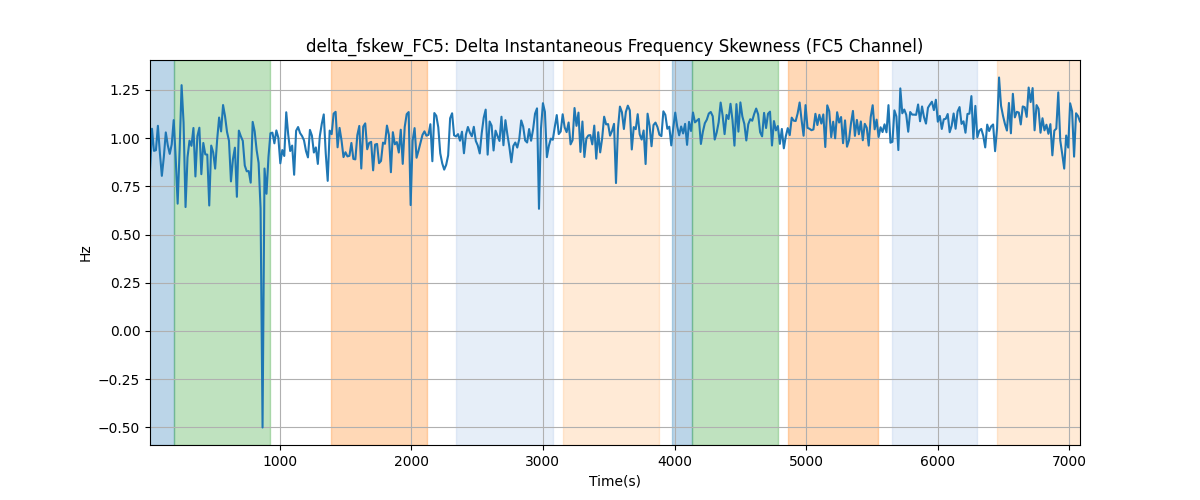 delta_fskew_FC5: Delta Instantaneous Frequency Skewness (FC5 Channel)
1.25
1.00
0.75
0.50
0.25
0.00
−0.25
−0.50
Hz
1000 2000 3000 4000 5000 6000 7000
Time(s)